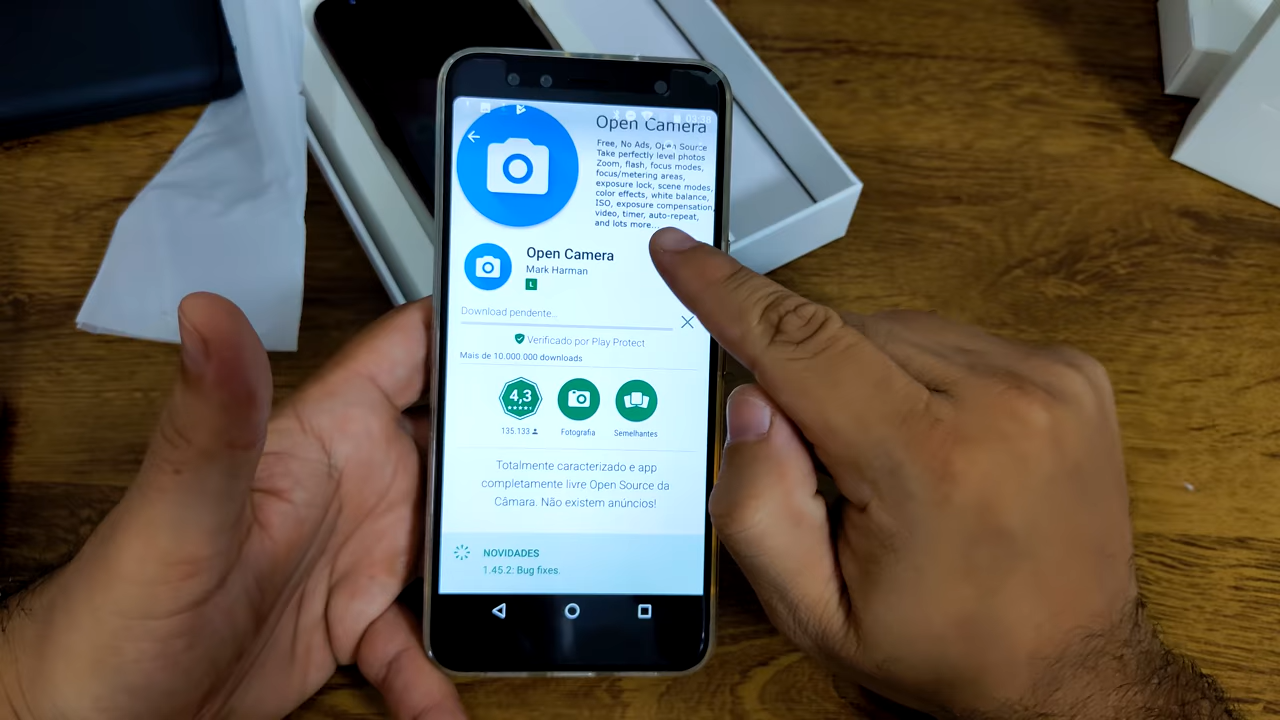 03:38
Open Camera
Free, No Ads, Open Source
Take perfectly level photos
Zoom, flash, focus modes,
focus/metering areas,
exposure lock, scene modes,
color effects, white balance,
ISO, exposure compensation,
video, timer, auto-repeat,
and lots more...
Open Camera
Mark Harman
L
Download pendente...
Verificado por Play Protect
Mais de 10.000.000 downloads
4,3
135.133
Fotografia
Semelhantes
Totalmente caracterizado e app
completamente livre Open Source da
Câmara. Não existem anúncios!
NOVIDADES
1.45.2: Bug fixes.